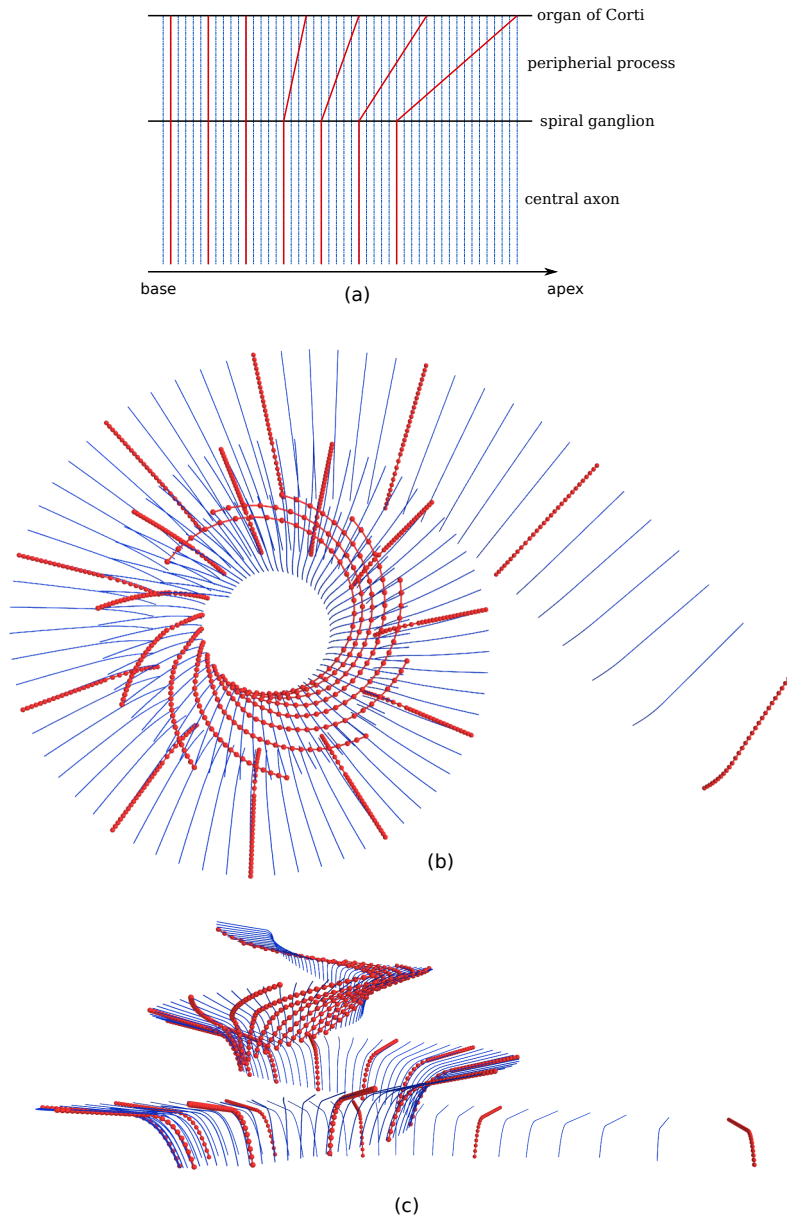 organ of Corti
peripherial process
spiral ganglion
central axon
base
(a)
apex
(b)
(c)